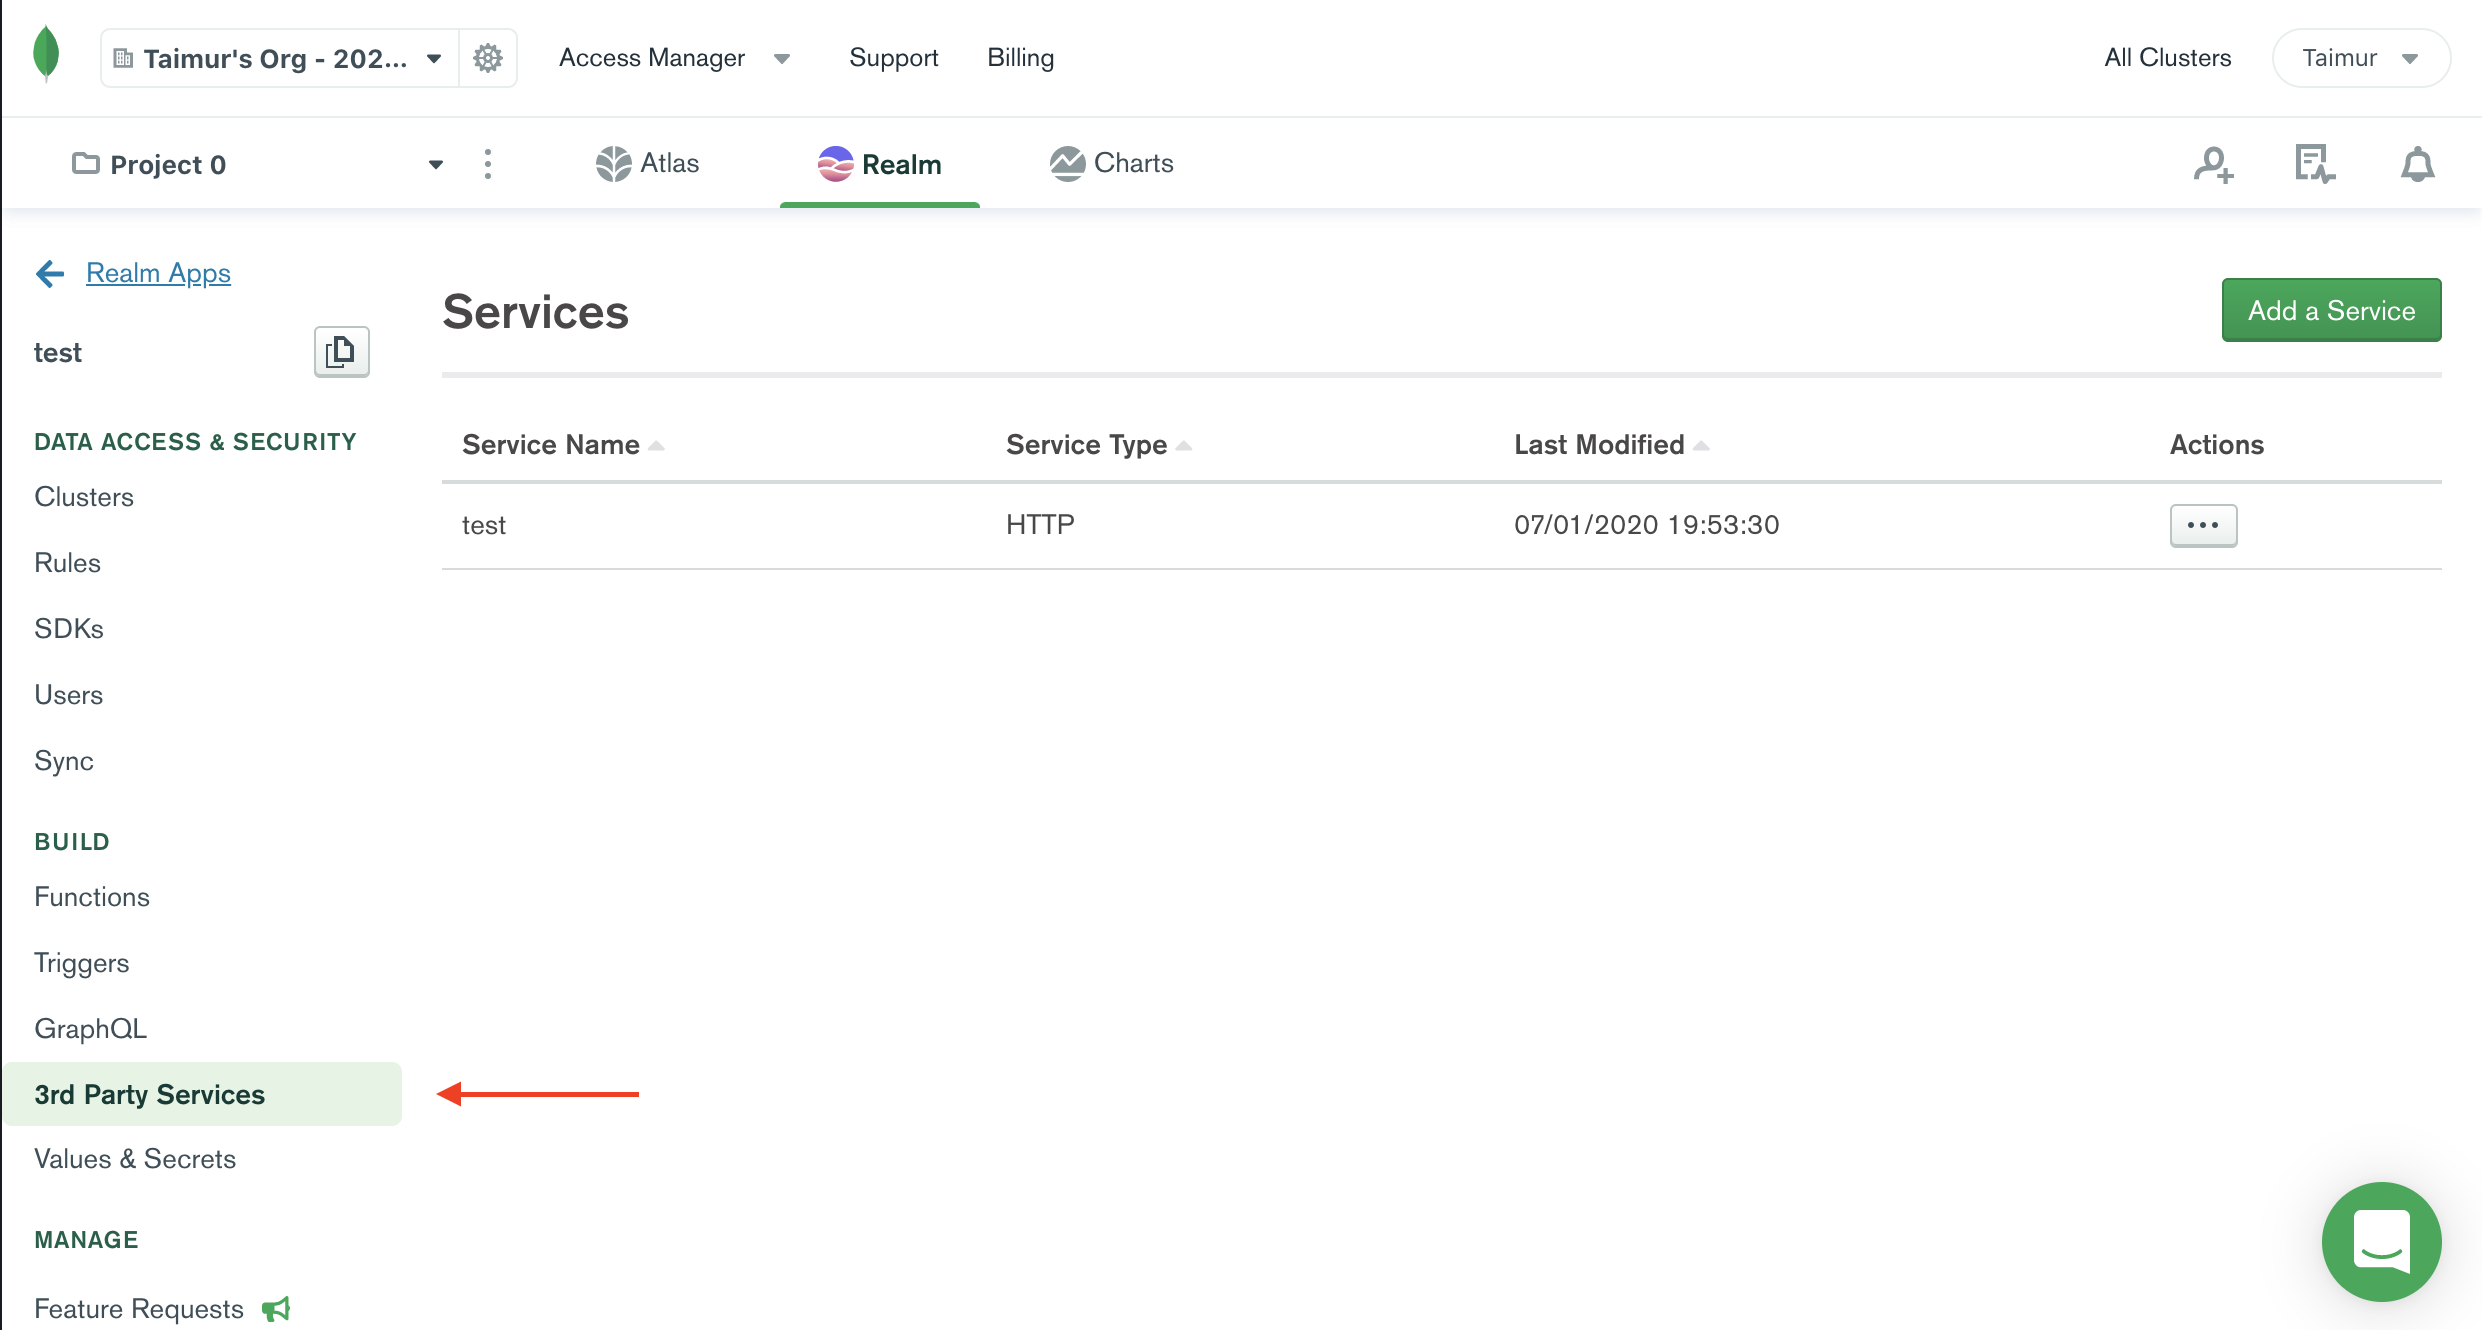 Taimur's Org - 202...
Access Manager
Support
Billing
All Clusters
Taimur
Project 0
Atlas
Realm
Charts
Realm Apps
test
DATA ACCESS & SECURITY
Clusters
Rules
SDKs
Users
Sync
BUILD
Functions
Triggers
GraphQL
3rd Party Services
Values & Secrets
MANAGE
Feature Requests
Services
Add a Service
Service Name
Service Type
Last Modified
Actions
test
HTTP
07/01/2020 19:53:30